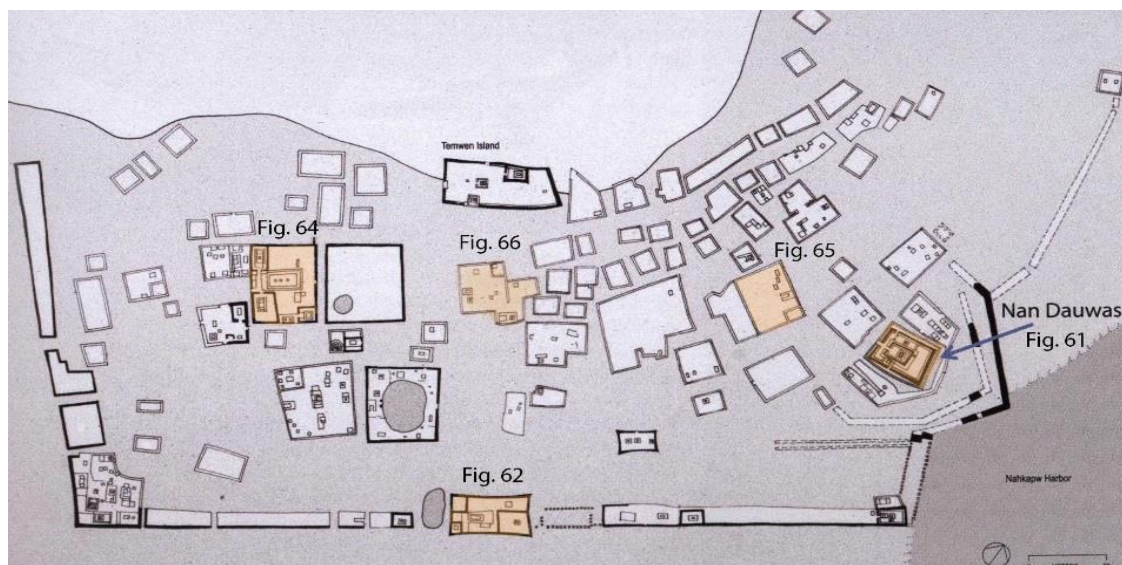 Temwen Island
Fig. 64
Fig. 66
Fig. 65
Nan Dauwas
Fig. 61
Fig. 62
Nahkapw Harbor